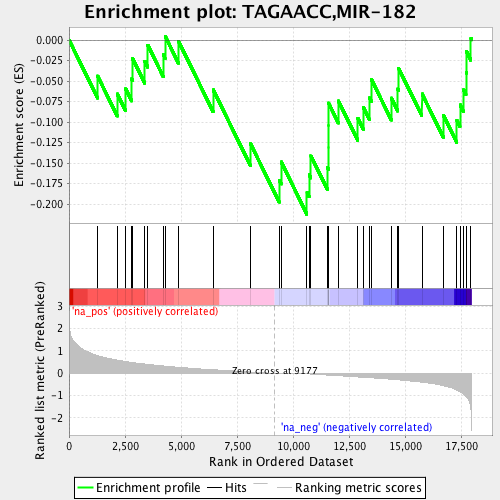 Enrichment plot: TAGAACC,MIR-182
Enrichment score (ES)
0.000
-0.025
-0.050
-0.075
-0.100
-0.125
-0.150
-0.175
-0.200
'na_pos' (positively correlated)
Ranked list metric (PreRanked)
3
2
1
0
-1
-2
Zero cross at 9177
'na_neg' (negatively correlated)
0
2,500
5,000
7,500
10,000
12,500
15,000
17,500
Rank in Ordered Dataset
Enrichment profile
Hits
Ranking metric scores